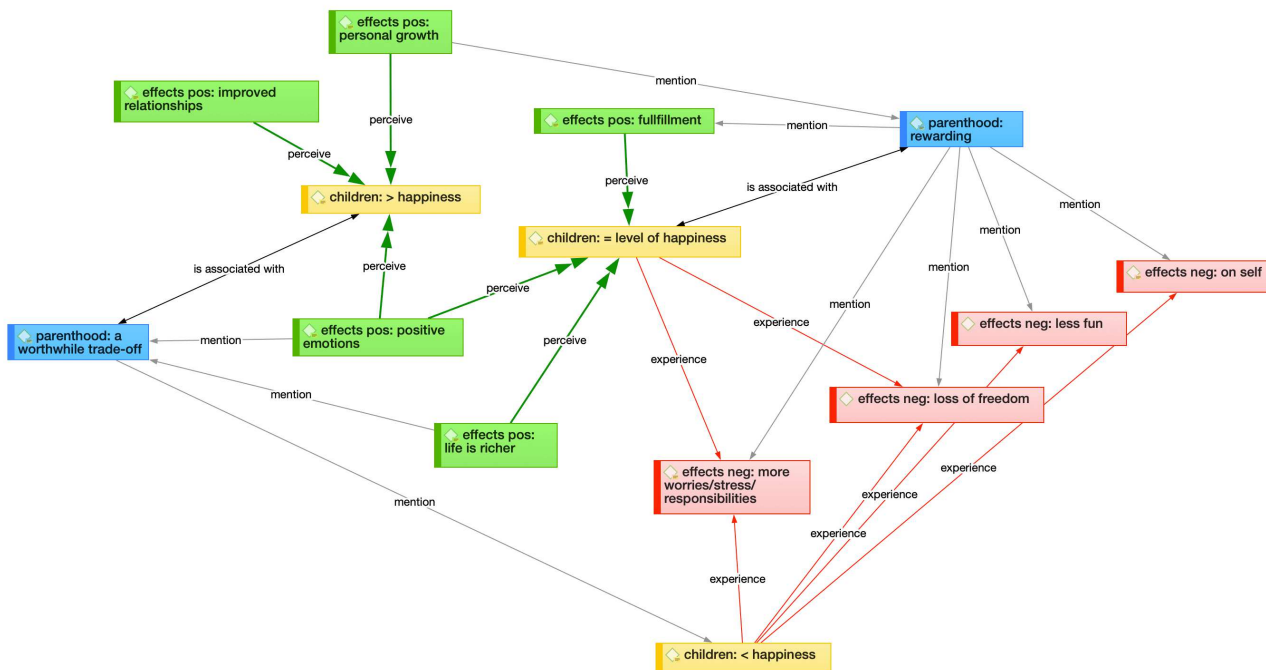 effects pos:
personal growth
mention
effects pos: improved
relationships
perceive
effects pos: fullfillment
mention
parenthood:
rewarding
perceive
perceive
is associated with
children: > happiness
mention
mention
children: = level of happiness
is associated with
perceive
mention
effects neg: on self
perceive
mention
effects neg: less fun
parenthood: a
worthwhile trade-off
mention
effects pos: positive
emotions
perceive
experience
experience
mention
effects neg: loss of freedom
effects pos:
life is richer
effects neg: more
worries/stress/
responsibilities
experience
mention
experience
experience
experience
children: < happiness